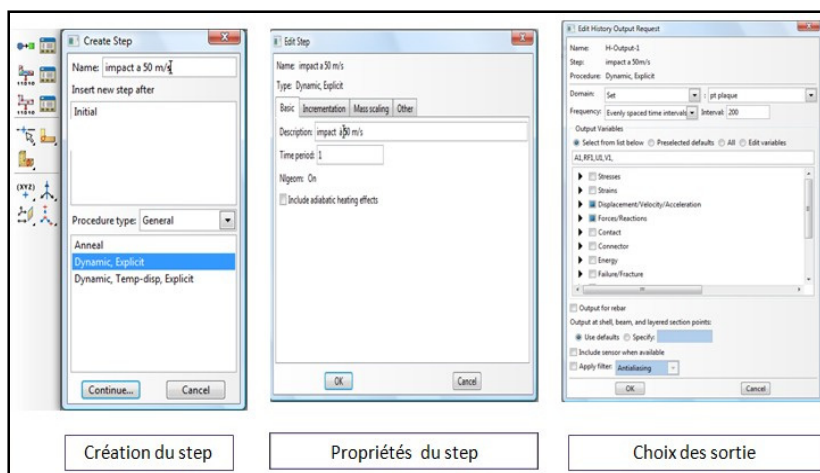 Create Step
Name: impact a 50 m/s
Insert new step after
Initial
Procedure type: General
Anneal
Dynamic, Explicit
Dynamic, Temp-disp, Explicit
Continue...
Cancel
Edit Step
Name: impact a 50 m/s
Type: Dynamic, Explicit
Basic Incrementation Mass scaling Other
Description: impact à 50 m/s
Time period: 1
Nlgeom: On
Include adiabatic heating effects
OK
Cancel
Edit History Output Request
Name: H-Output-1
Step: impact a 50m/s
Procedure: Dynamic, Explicit
Domain: Set : pt plaque
Frequency: Evenly spaced time intervals Interval: 200
Output Variables
Select from list below Preselected defaults All Edit variables
A1,RF1,U1,V1,
Stresses
Strains
Displacement/Velocity/Acceleration
Forces/Reactions
Contact
Connector
Energy
Failure/Fracture
Output for rebar
Output at shell, beam, and layered section points:
Use defaults Specify:
Include sensor when available
Apply filter: Antialiasing
OK
Cancel
(XYZ)
Création du step
Propriétés du step
Choix des sortie